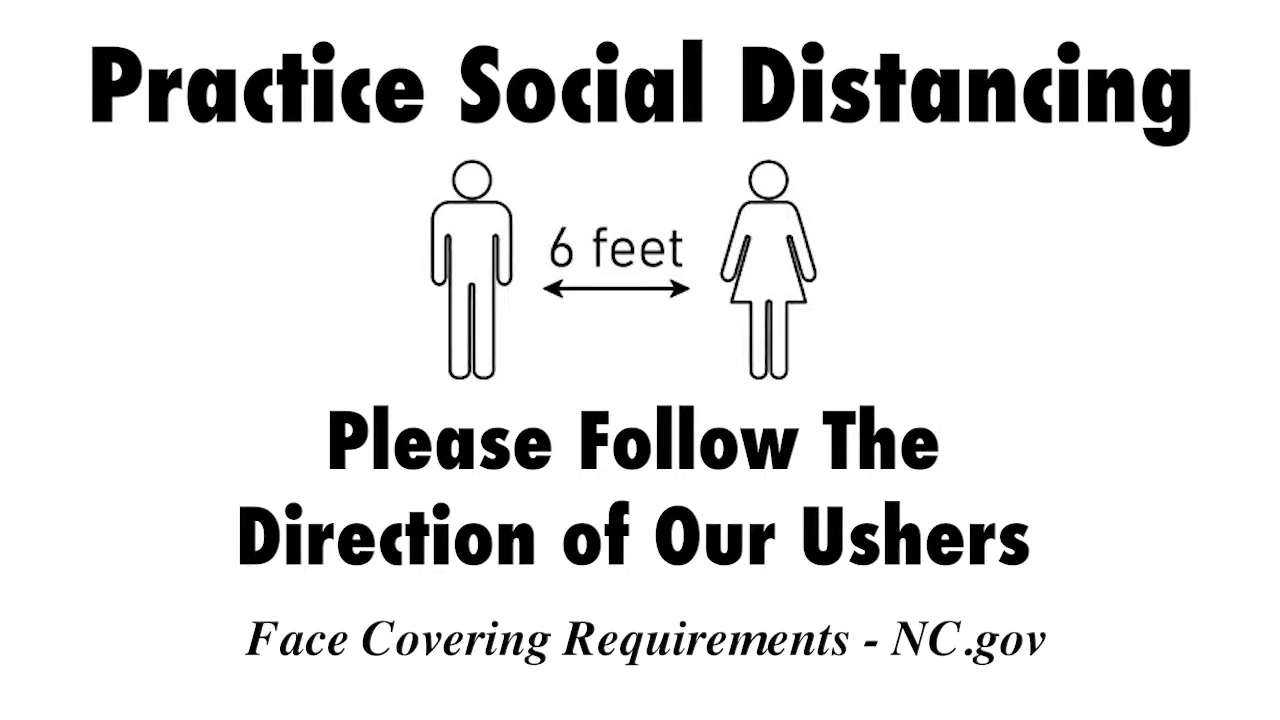 Practice Social Distancing
6 feet
Please Follow The
Direction of Our Ushers
Face Covering Requirements - NC.gov